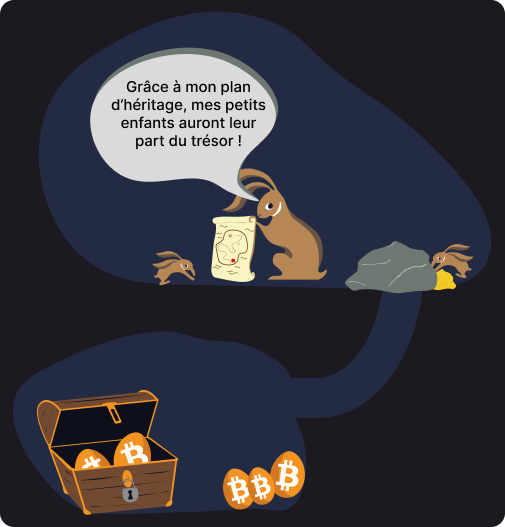 Grâce à mon plan
d'héritage, mes petits
enfants auront leur
part du trésor !